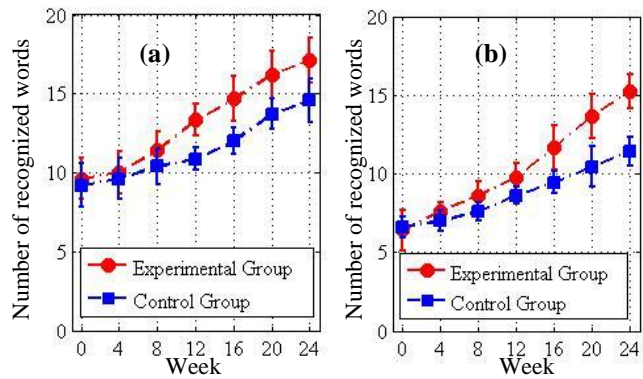 Number of recognized words
20
15
10
5
0
(a)
Experimental Group
Control Group
0 4 8 12 16 20 24
Week
Number of recognized words
20
15
10
5
0
(b)
Experimental Group
Control Group
0 4 8 12 16 20 24
Week